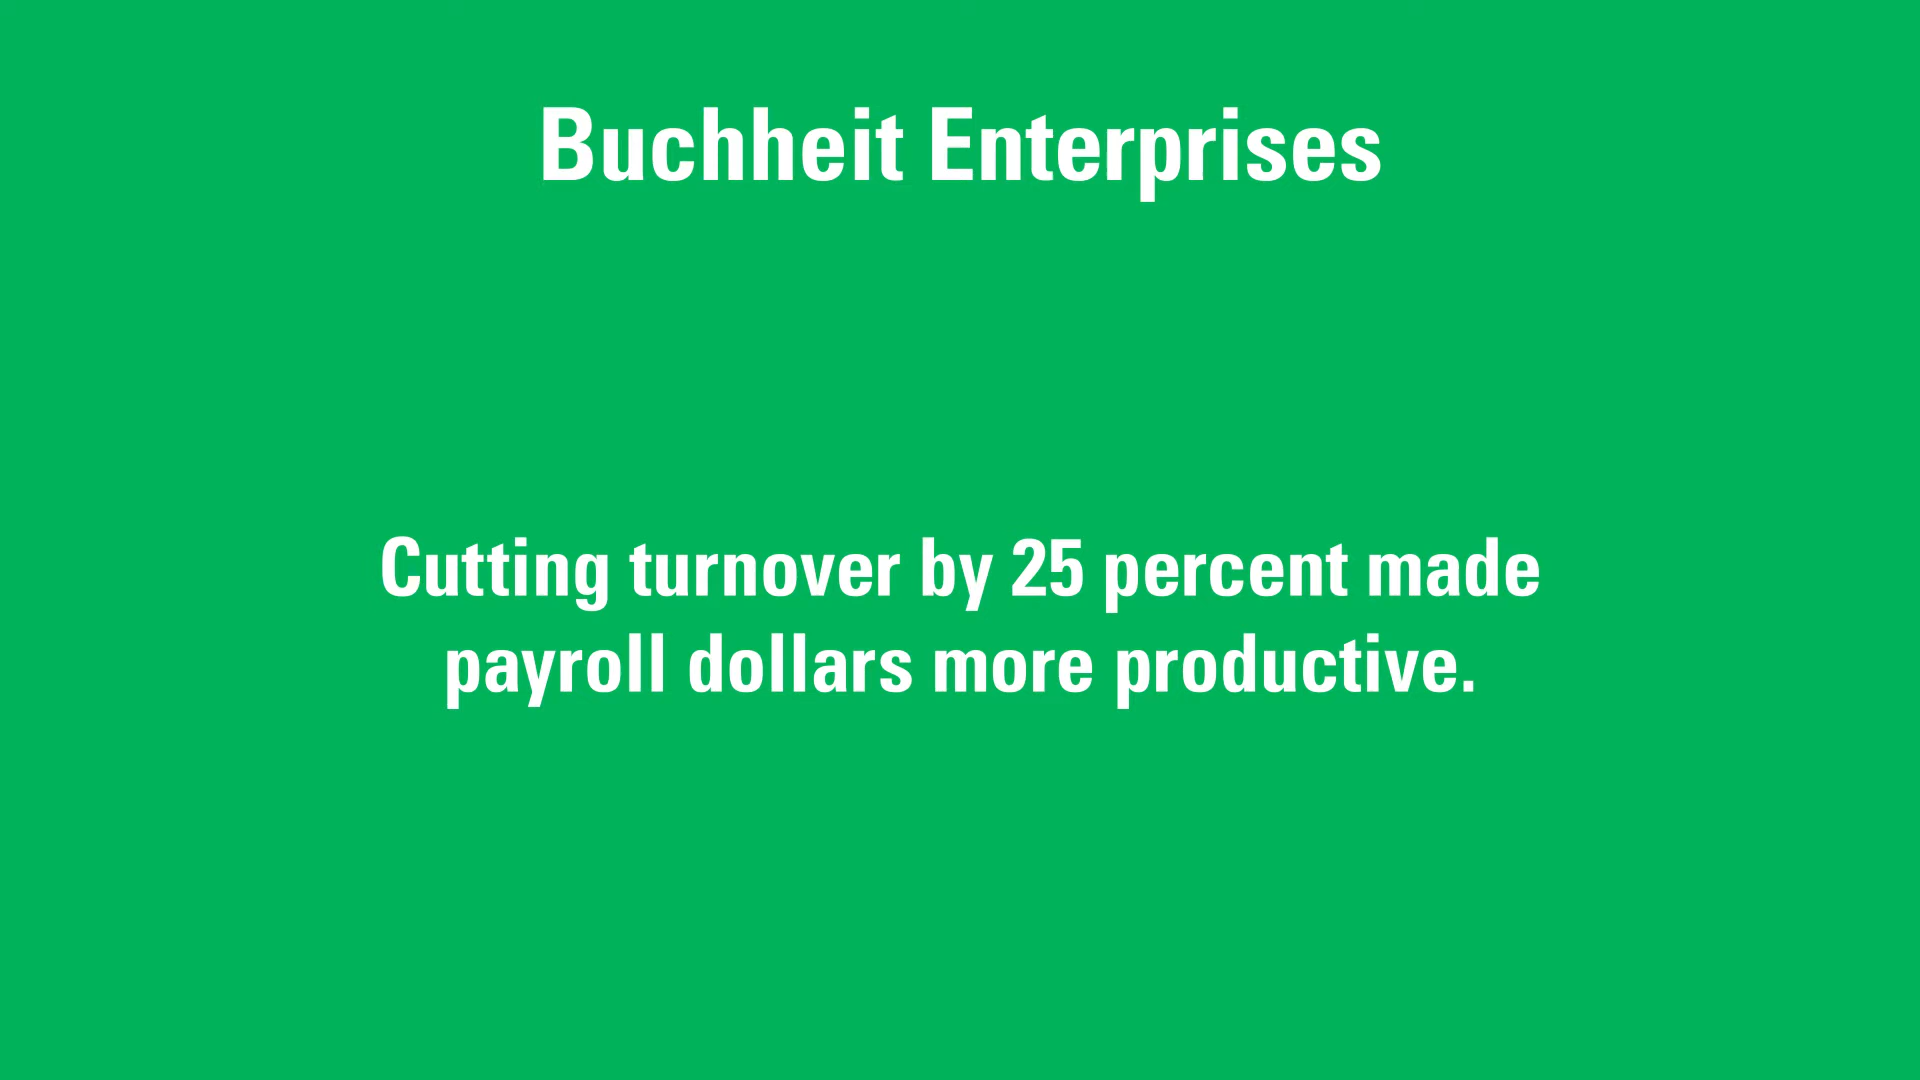 Buchheit Enterprises
Cutting turnover by 25 percent made
payroll dollars more productive.